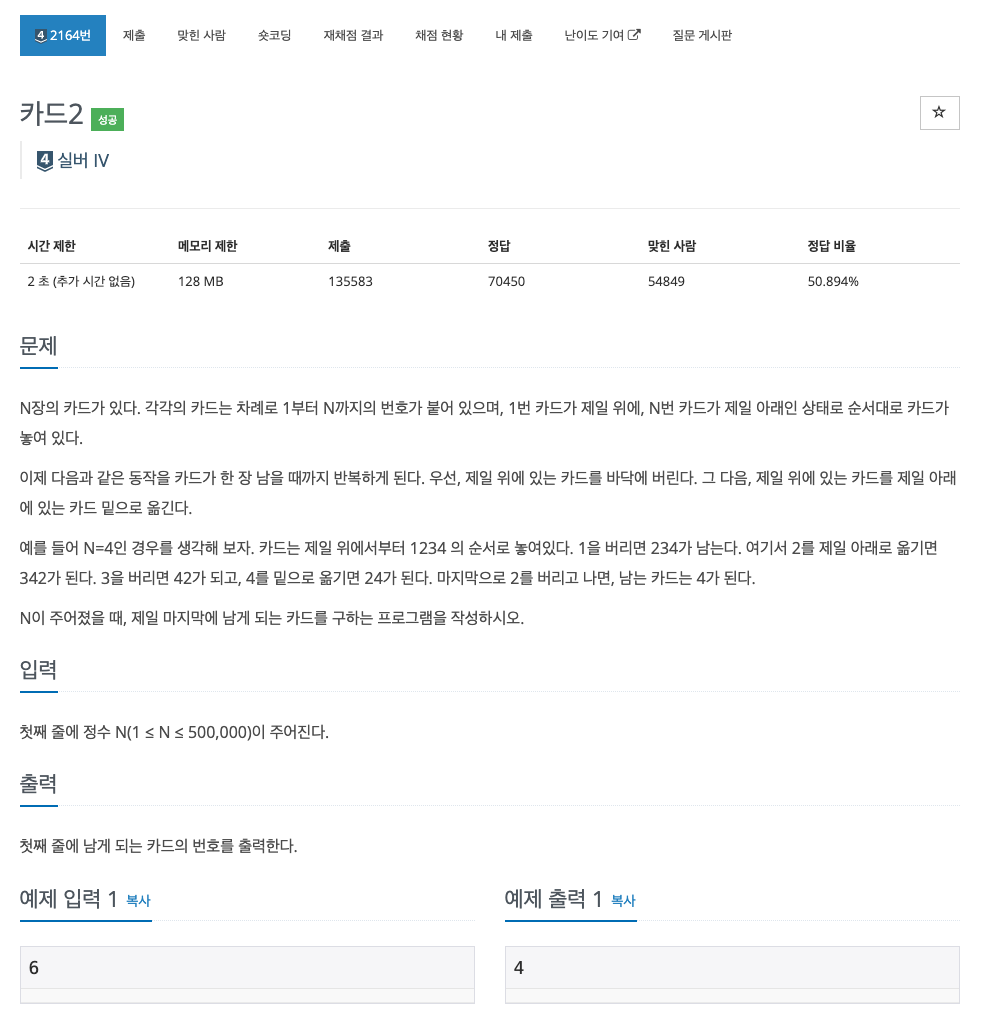 4 2164번 제출 맞힌 사람 숏코딩 재채점 결과 채점 현황 내 제출 난이도 기여 질문 게시판
카드2 성공
4 실버 IV
시간 제한 메모리 제한 제출 정답 맞힌 사람 정답 비율
2 초 (추가 시간 없음) 128 MB 135583 70450 54849 50.894%
문제
N장의 카드가 있다. 각각의 카드는 차례로 1부터 N까지의 번호가 붙어 있으며, 1번 카드가 제일 위에, N번 카드가 제일 아래인 상태로 순서대로 카드가
놓여 있다.
이제 다음과 같은 동작을 카드가 한 장 남을 때까지 반복하게 된다. 우선, 제일 위에 있는 카드를 바닥에 버린다. 그 다음, 제일 위에 있는 카드를 제일 아래
에 있는 카드 밑으로 옮긴다.
예를 들어 N=4인 경우를 생각해 보자. 카드는 제일 위에서부터 1234 의 순서로 놓여있다. 1을 버리면 234가 남는다. 여기서 2를 제일 아래로 옮기면
342가 된다. 3을 버리면 42가 되고, 4를 밑으로 옮기면 24가 된다. 마지막으로 2를 버리고 나면, 남는 카드는 4가 된다.
N이 주어졌을 때, 제일 마지막에 남게 되는 카드를 구하는 프로그램을 작성하시오.
입력
첫째 줄에 정수 N(1 ≤ N ≤ 500,000)이 주어진다.
출력
첫째 줄에 남게 되는 카드의 번호를 출력한다.
예제 입력 1 복사 예제 출력 1 복사
6 4